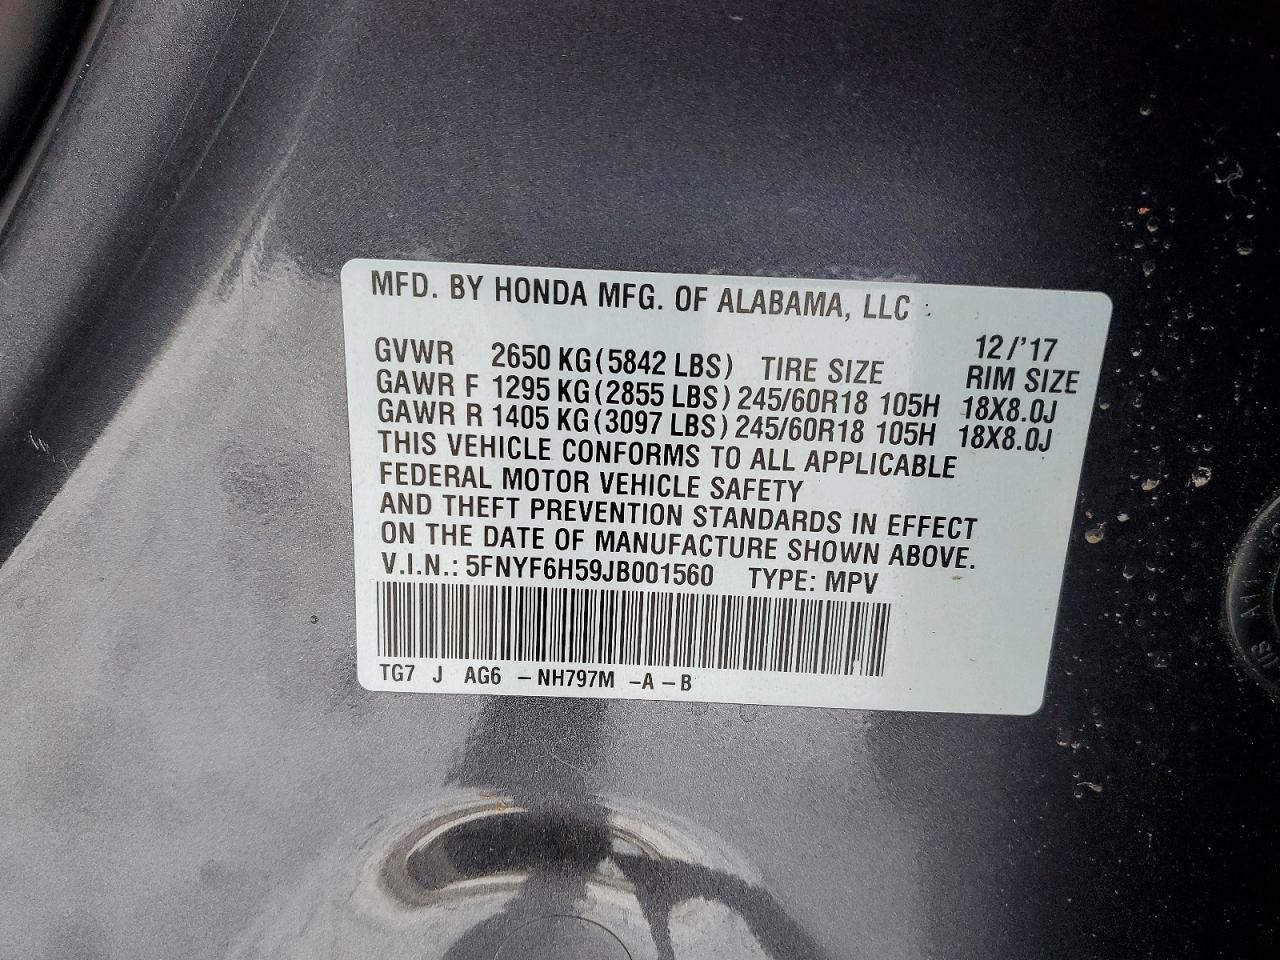 MFD. BY HONDA MFG. OF ALABAMA, LLC :
12/'17
GVWR 2650 KG(5842 LBS) TIRE SIZE RIM SIZE
GAWR F 1295 KG(2855 LBS) 245/60R18 105H 18X8.0J
GAWR R 1405 KG(3097 LBS) 245/60R18 105H 18X8.0J
THIS VEHICLE CONFORMS TO ALL APPLICABLE
FEDERAL MOTOR VEHICLE SAFETY
AND THEFT PREVENTION STANDARDS IN EFFECT
ON THE DATE OF MANUFACTURE SHOWN ABOVE.
V.I.N.: 5FNYF6H59JB001560 TYPE: MPV
TG7 J AG6 – NH797M –A –B